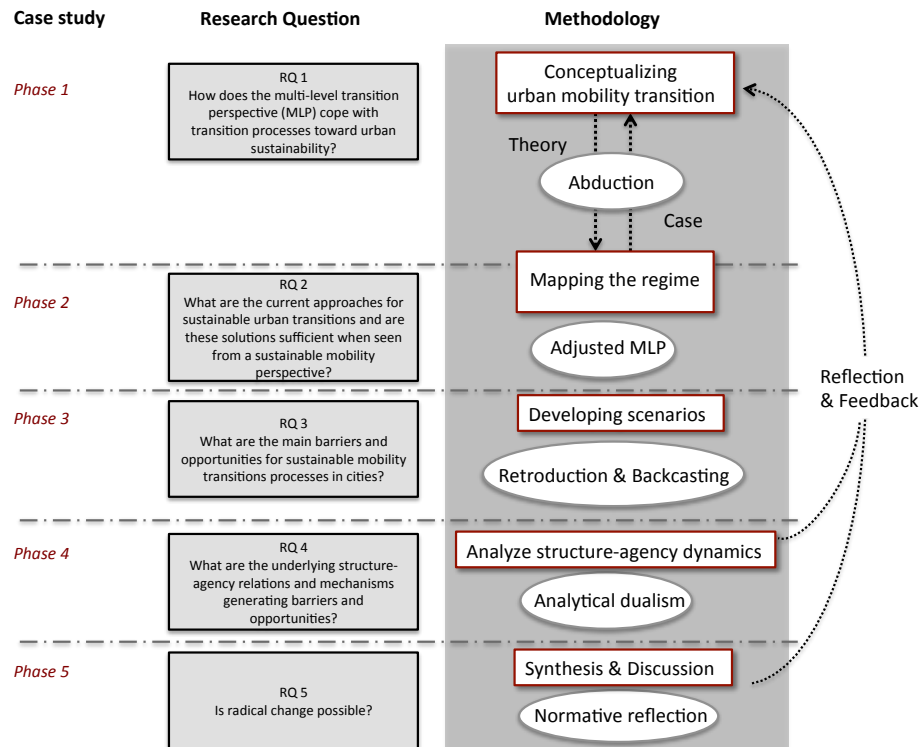 Case study
Research Question
Methodology
Phase 1
RQ 1
How does the multi-level transition
perspective (MLP) cope with
transition processes toward urban
sustainability?
Conceptualizing
urban mobility transition
Theory
Abduction
Case
Phase 2
RQ 2
What are the current approaches for
sustainable urban transitions and are
these solutions sufficient when seen
from a sustainable mobility
perspective?
Mapping the regime
Adjusted MLP
Reflection
& Feedback
Phase 3
RQ 3
What are the main barriers and
opportunities for sustainable mobility
transitions processes in cities?
Developing scenarios
Retroduction & Backcasting
Phase 4
RQ 4
What are the underlying structure-
agency relations and mechanisms
generating barriers and
opportunities?
Analyze structure-agency dynamics
Analytical dualism
Phase 5
RQ 5
Is radical change possible?
Synthesis & Discussion
Normative reflection